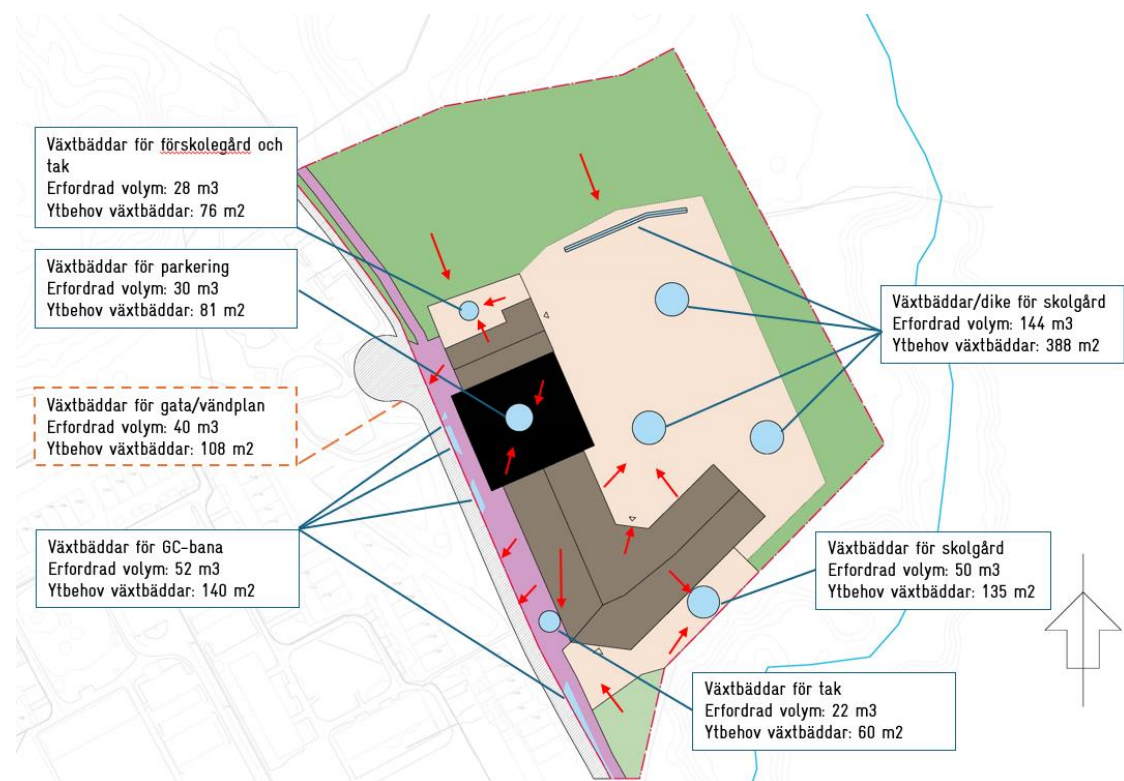 Växtbäddar för förskolegård och
tak
Erfordrad volym: 28 m3
Ytbehov växtbäddar: 76 m2
Växtbäddar för parkering
Erfordrad volym: 30 m3
Ytbehov växtbäddar: 81 m2
Växtbäddar för gata/vändplan
Erfordrad volym: 40 m3
Ytbehov växtbäddar: 108 m2
Växtbäddar för GC-bana
Erfordrad volym: 52 m3
Ytbehov växtbäddar: 140 m2
Växtbäddar/dike för skolgård
Erfordrad volym: 144 m3
Ytbehov växtbäddar: 388 m2
Växtbäddar för skolgård
Erfordrad volym: 50 m3
Ytbehov växtbäddar: 135 m2
Växtbäddar för tak
Erfordrad volym: 22 m3
Ytbehov växtbäddar: 60 m2